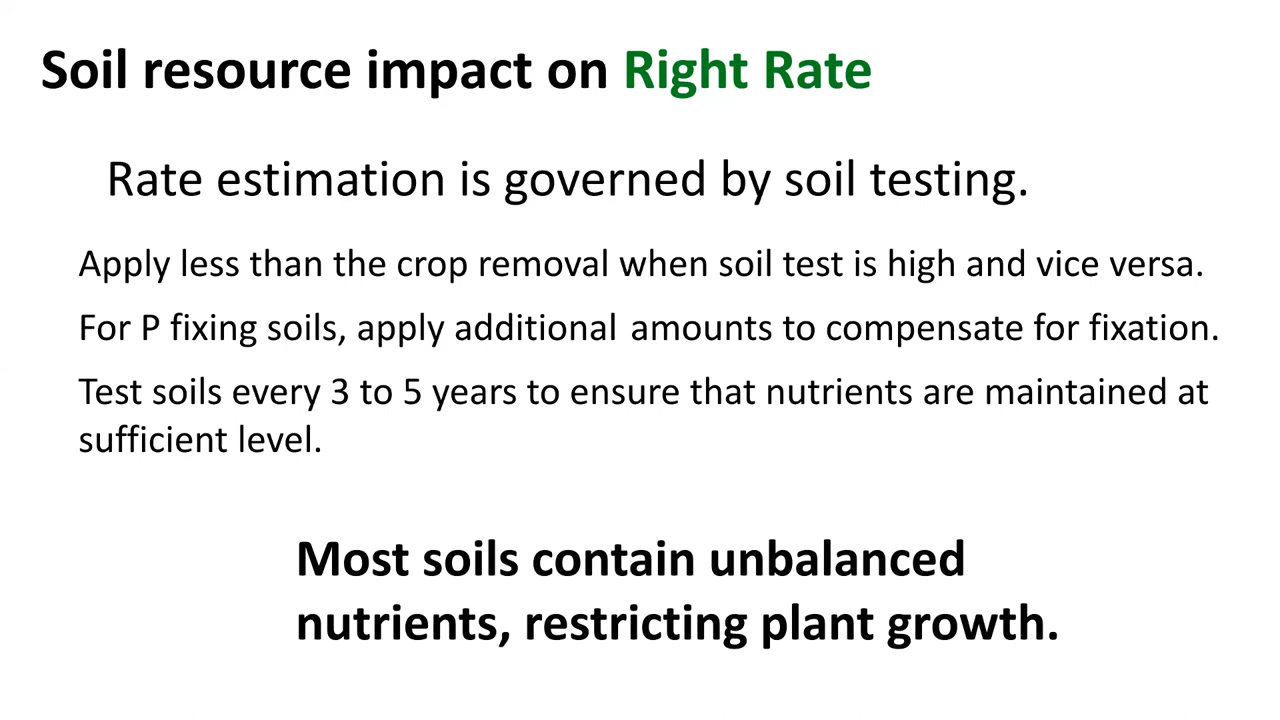 Soil resource impact on Right Rate
Rate estimation is governed by soil testing.
Apply less than the crop removal when soil test is high and vice versa.
For P fixing soils, apply additional amounts to compensate for fixation.
Test soils every 3 to 5 years to ensure that nutrients are maintained at
sufficient level.
Most soils contain unbalanced
nutrients, restricting plant growth.